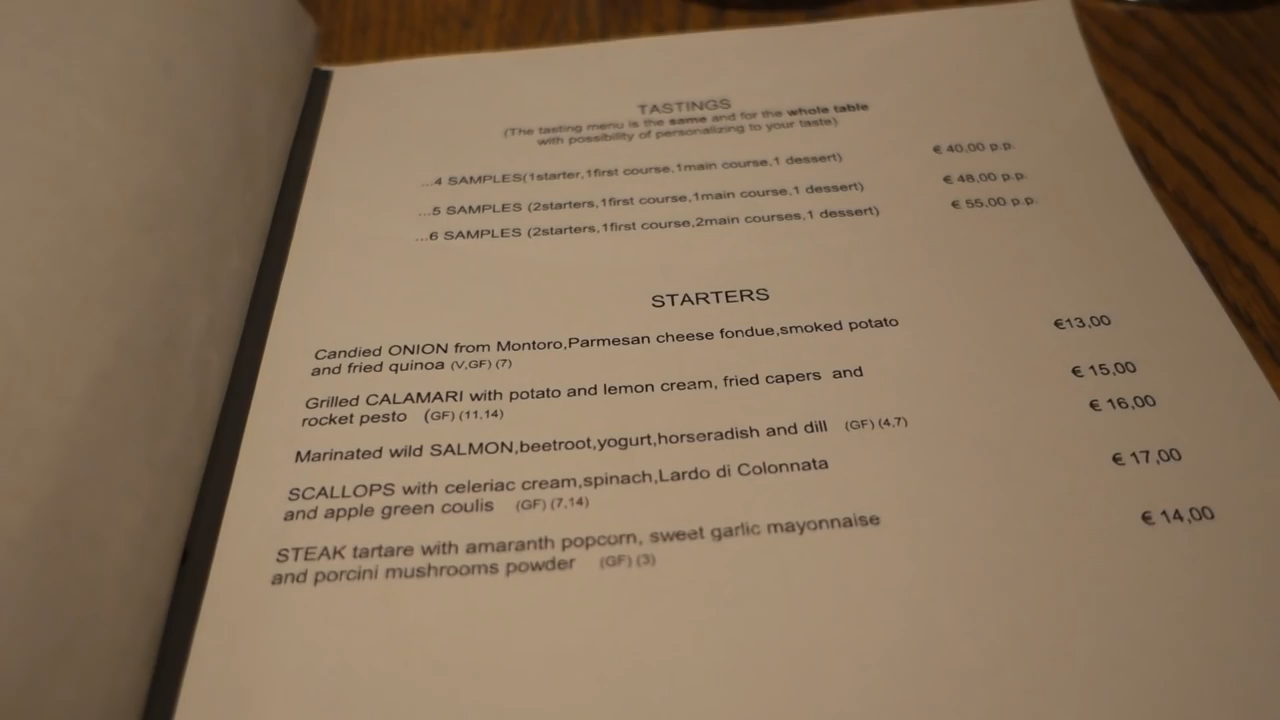 TASTINGS
(The tasting menu is the same and for the whole table
with possibility of personalizing to your taste)
...4 SAMPLES(1starter,1first course,1main course,1 dessert) € 40,00 p.p.
...5 SAMPLES (2starters,1first course,1main course,1 dessert) € 48,00 p.p.
...6 SAMPLES (2starters,1first course,2main courses,1 dessert) € 55,00 p.p.
STARTERS
Candied ONION from Montoro,Parmesan cheese fondue,smoked potato €13,00
and fried quinoa (V,GF) (7)
Grilled CALAMARI with potato and lemon cream, fried capers and € 15,00
rocket pesto (GF) (11,14)
Marinated wild SALMON,beetroot,yogurt,horseradish and dill (GF) (4,7) € 16,00
SCALLOPS with celeriac cream,spinach,Lardo di Colonnata € 17,00
and apple green coulis (GF) (7,14)
STEAK tartare with amaranth popcorn, sweet garlic mayonnaise € 14,00
and porcini mushrooms powder (GF) (3)